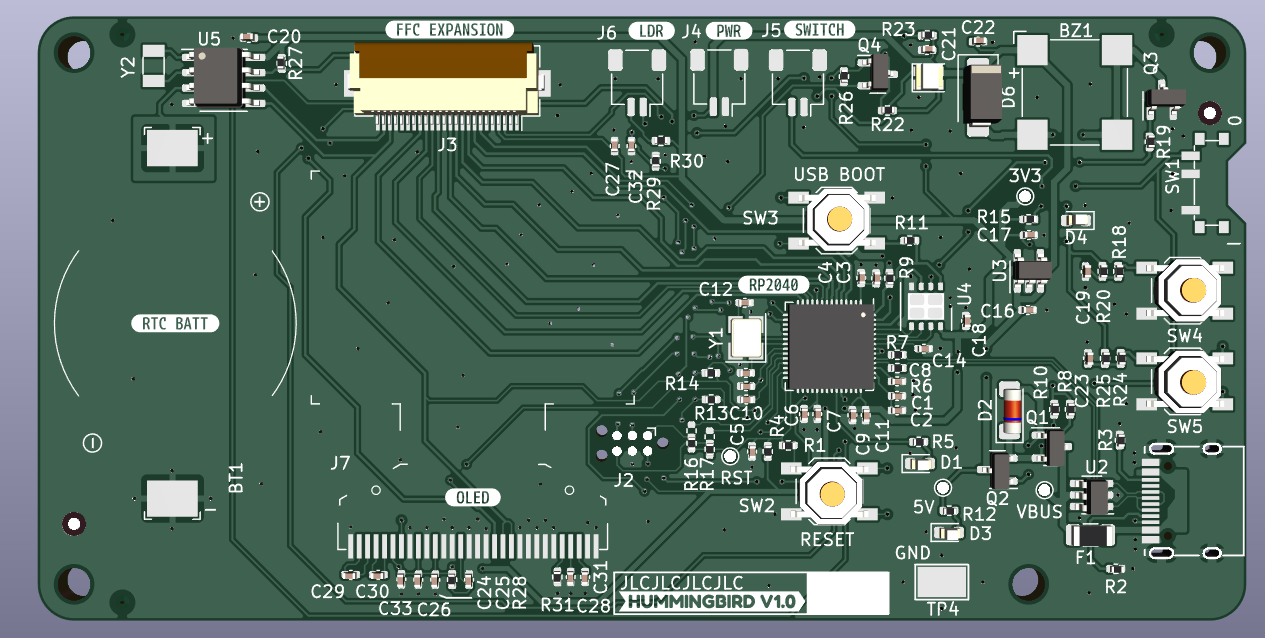 FFC EXPANSION
J6
LDR
J4
PWR
J5
SWITCH
R23
C22
BZ1
U5
C20
R27
Y2
Q4
C21
Q3
+
D6
R26
R22
0
J3
+
C27
C32
R29
R30
R19
SW1
USB BOOT
3V3
SW3
R11
R15
C17
D4
R18
I
C4
C3
R9
U3
RP2040
C12
U4
C19
R20
C16
RTC BATT
Y1
C18
SW4
R7
C14
C8
R14
R6
R10
R8
C23
R25
R24
C1
R13
C10
C6
C7
C2
D2
Q1
SW5
R4
C9
C11
R1
R5
R3
C5
J7
BT1
J2
R16
R17
RST
D1
U2
Q2
OLED
SW2
5V
VBUS
R12
RESET
D3
F1
GND
C29
C30
C33
C26
C24
C25
R28
R31
C28
C31
R2
JLCJLCJLCJLC
HUMMINGBIRD V1.0
TP4